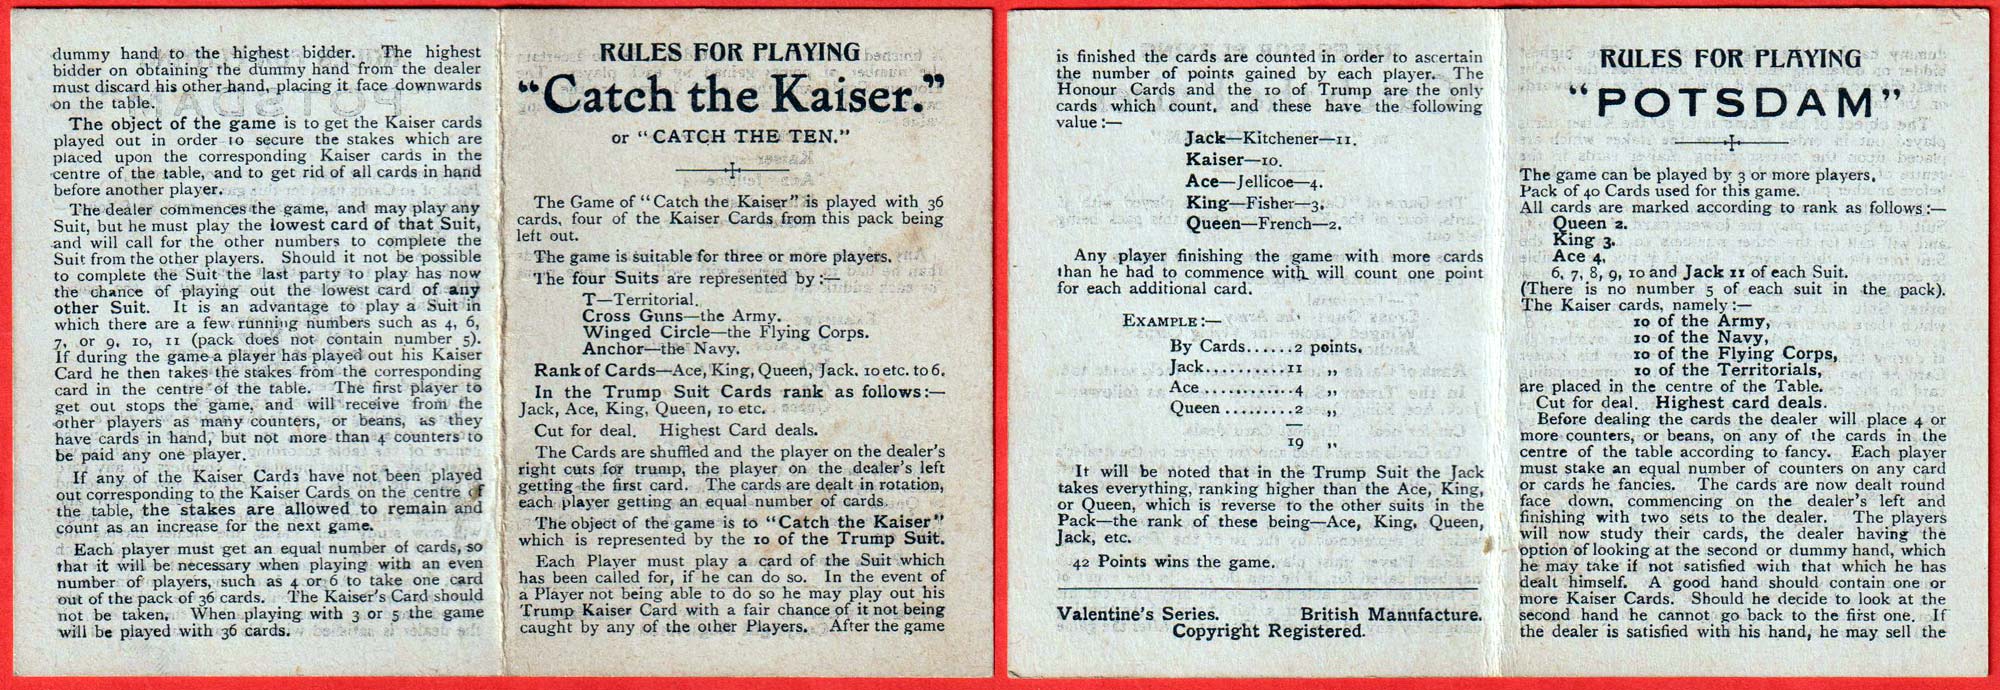 dummy hand to the highest bidder. The highest
bidder on obtaining the dummy hand from the dealer
must discard his other hand, placing it face downwards
on the table.
The object of the game is to get the Kaiser cards
played out in order to secure the stakes which are
placed upon the corresponding Kaiser cards in the
centre of the table, and to get rid of all cards in hand
before another player.
The dealer commences the game, and may play any
Suit, but he must play the lowest card of that Suit,
and will call for the other numbers to complete the
Suit from the other players. Should it not be possible
to complete the Suit the last party to play has now
the chance of playing out the lowest card of any
other Suit. It is an advantage to play a Suit in
which there are a few running numbers such as 4, 6,
7, or 9, 10, 11 (pack does not contain number 5).
If during the game a player has played out his Kaiser
Card he then takes the stakes from the corresponding
card in the centre of the table. The first player to
get out stops the game, and will receive from the
other players as many counters, or beans, as they
have cards in hand, but not more than 4 counters to
be paid any one player.
If any of the Kaiser Cards have not been played
out corresponding to the Kaiser Cards on the centre of
the table, the stakes are allowed to remain and
count as an increase for the next game.
Each player must get an equal number of cards, so
that it will be necessary when playing with an even
number of players, such as 4 or 6 to take one card
out of the pack of 36 cards. The Kaiser's Card should
not be taken. When playing with 3 or 5 the game
will be played with 36 cards.
RULES FOR PLAYING
"Catch the Kaiser."
or "CATCH THE TEN."
The Game of "Catch the Kaiser" is played with 36
cards, four of the Kaiser Cards from this pack being
left out.
The game is suitable for three or more players.
The four Suits are represented by:—
T—Territorial.
Cross Guns—the Army.
Winged Circle—the Flying Corps.
Anchor—the Navy.
Rank of Cards—Ace, King, Queen, Jack. 10 etc. to 6.
In the Trump Suit Cards rank as follows:—
Jack, Ace, King, Queen, 10 etc.
Cut for deal. Highest Card deals.
The Cards are shuffled and the player on the dealer's
right cuts for trump, the player on the dealer's left
getting the first card. The cards are dealt in rotation,
each player getting an equal number of cards.
The object of the game is to "Catch the Kaiser"
which is represented by the 10 of the Trump Suit.
Each Player must play a card of the Suit which
has been called for, if he can do so. In the event of
a Player not being able to do so he may play out his
Trump Kaiser Card with a fair chance of it not being
caught by any of the other Players. After the game
is finished the cards are counted in order to ascertain
the number of points gained by each player. The
Honour Cards and the 10 of Trump are the only
cards which count, and these have the following
value:—
Jack—Kitchener—11.
Kaiser—10.
Ace—Jellicoe—4.
King—Fisher—3.
Queen—French—2.
Any player finishing the game with more cards
than he had to commence with will count one point
for each additional card.
EXAMPLE:—
By Cards......2 points.
Jack...........11 "
Ace............4 "
Queen.........2 "
19 "
It will be noted that in the Trump Suit the Jack
takes everything, ranking higher than the Ace, King,
or Queen, which is reverse to the other suits in the
Pack—the rank of these being—Ace, King, Queen,
Jack, etc.
42 Points wins the game.
Valentine's Series. British Mannfacture.
Copyright Registered.
RULES FOR PLAYING
"POTSDAM"
The game can be played by 3 or more players.
Pack of 40 Cards used for this game.
All cards are marked according to rank as follows:—
Queen 2.
King 3.
Ace 4.
6, 7, 8, 9, 10 and Jack 11 of each Suit.
(There is no number 5 of each suit in the pack).
The Kaiser cards, namely:—
10 of the Army,
10 of the Navy,
10 of the Flying Corps,
10 of the Territorials,
are placed in the centre of the Table.
Cut for deal. Highest card deals.
Before dealing the cards the dealer will place 4 or
more counters, or beans, on any of the cards in the
centre of the table according to fancy. Each player
must stake an equal number of counters on any card
or cards he fancies. The cards are now dealt round
face down, commencing on the dealer's left and
finishing with two sets to the dealer. The players
will now study their cards, the dealer having the
option of looking at the second or dummy hand, which
he may take if not satisfied with that which he has
dealt himself. A good hand should contain one or
more Kaiser Cards. Should he decide to look at the
second hand he cannot go back to the first one. If
the dealer is satisfied with his hand, he may sell the